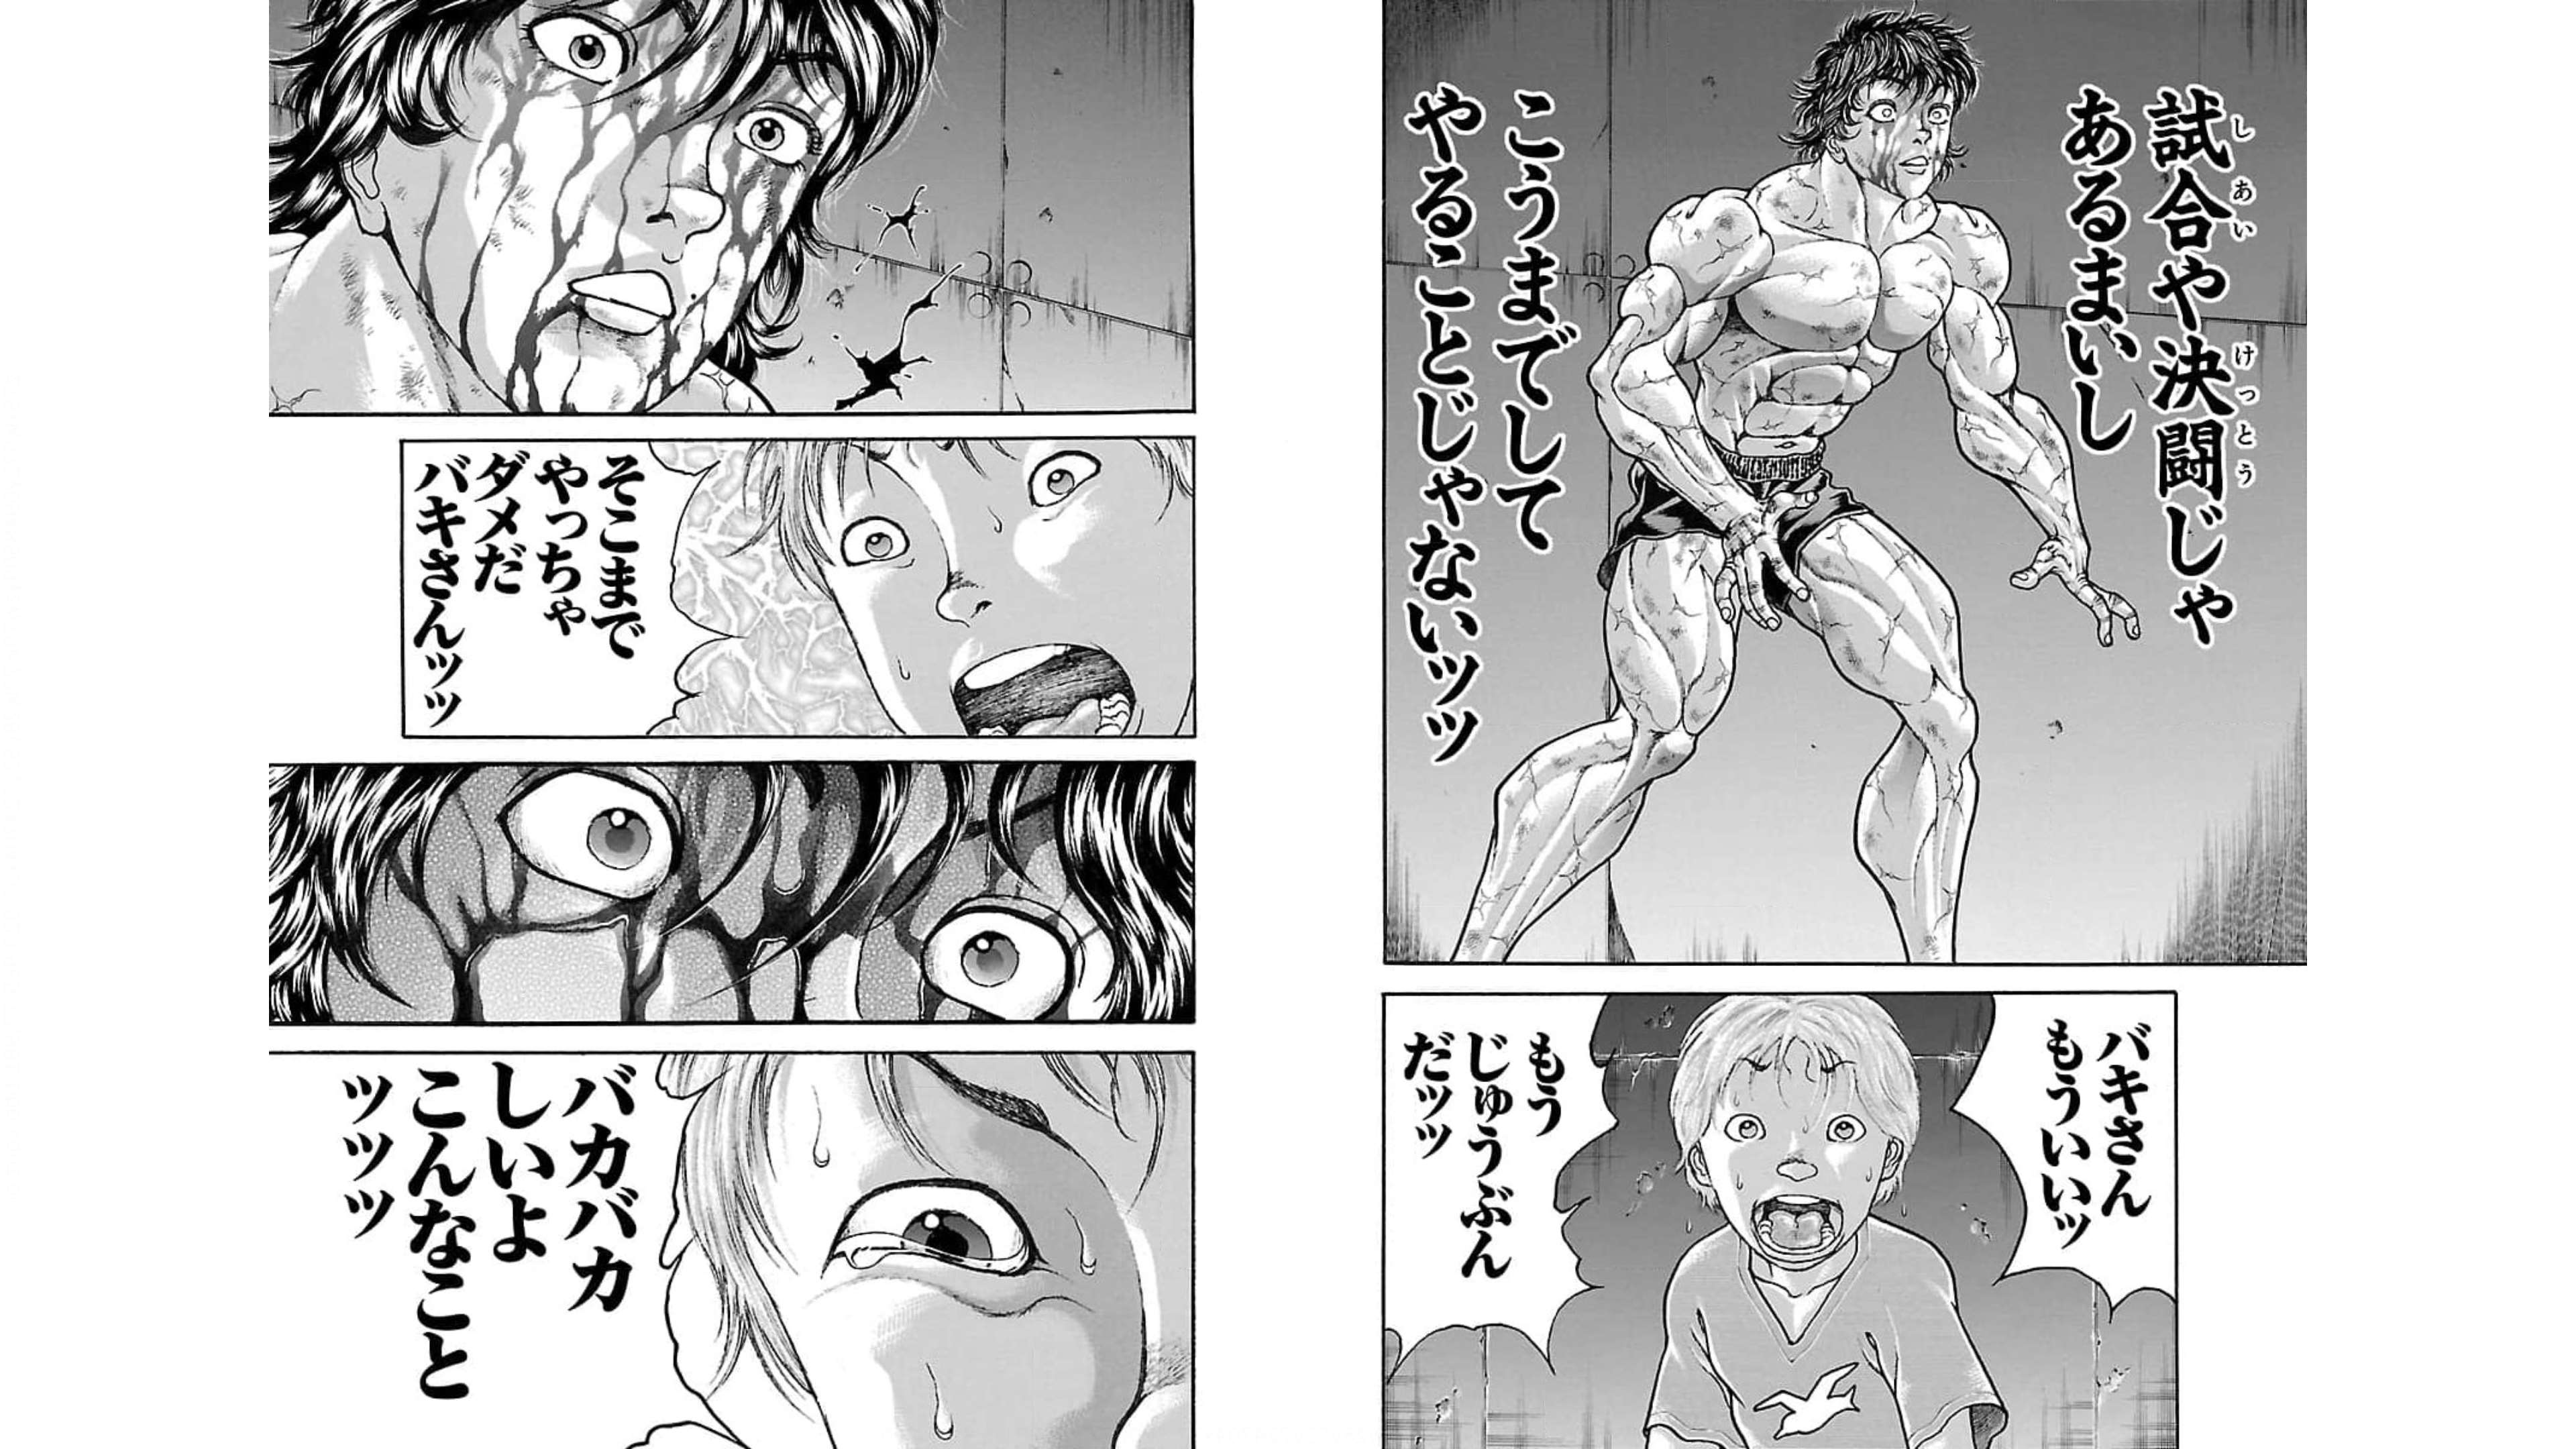 試合や決闘じゃ
あるまいし
こうまでして
やることじゃないッッ
バキさん
もういいッ
もう
じゅうぶん
だッッ
そこまで
やっちゃ
ダメだ
バキさんッッ
バカバカ
しいよ
こんなこと
ッッッ